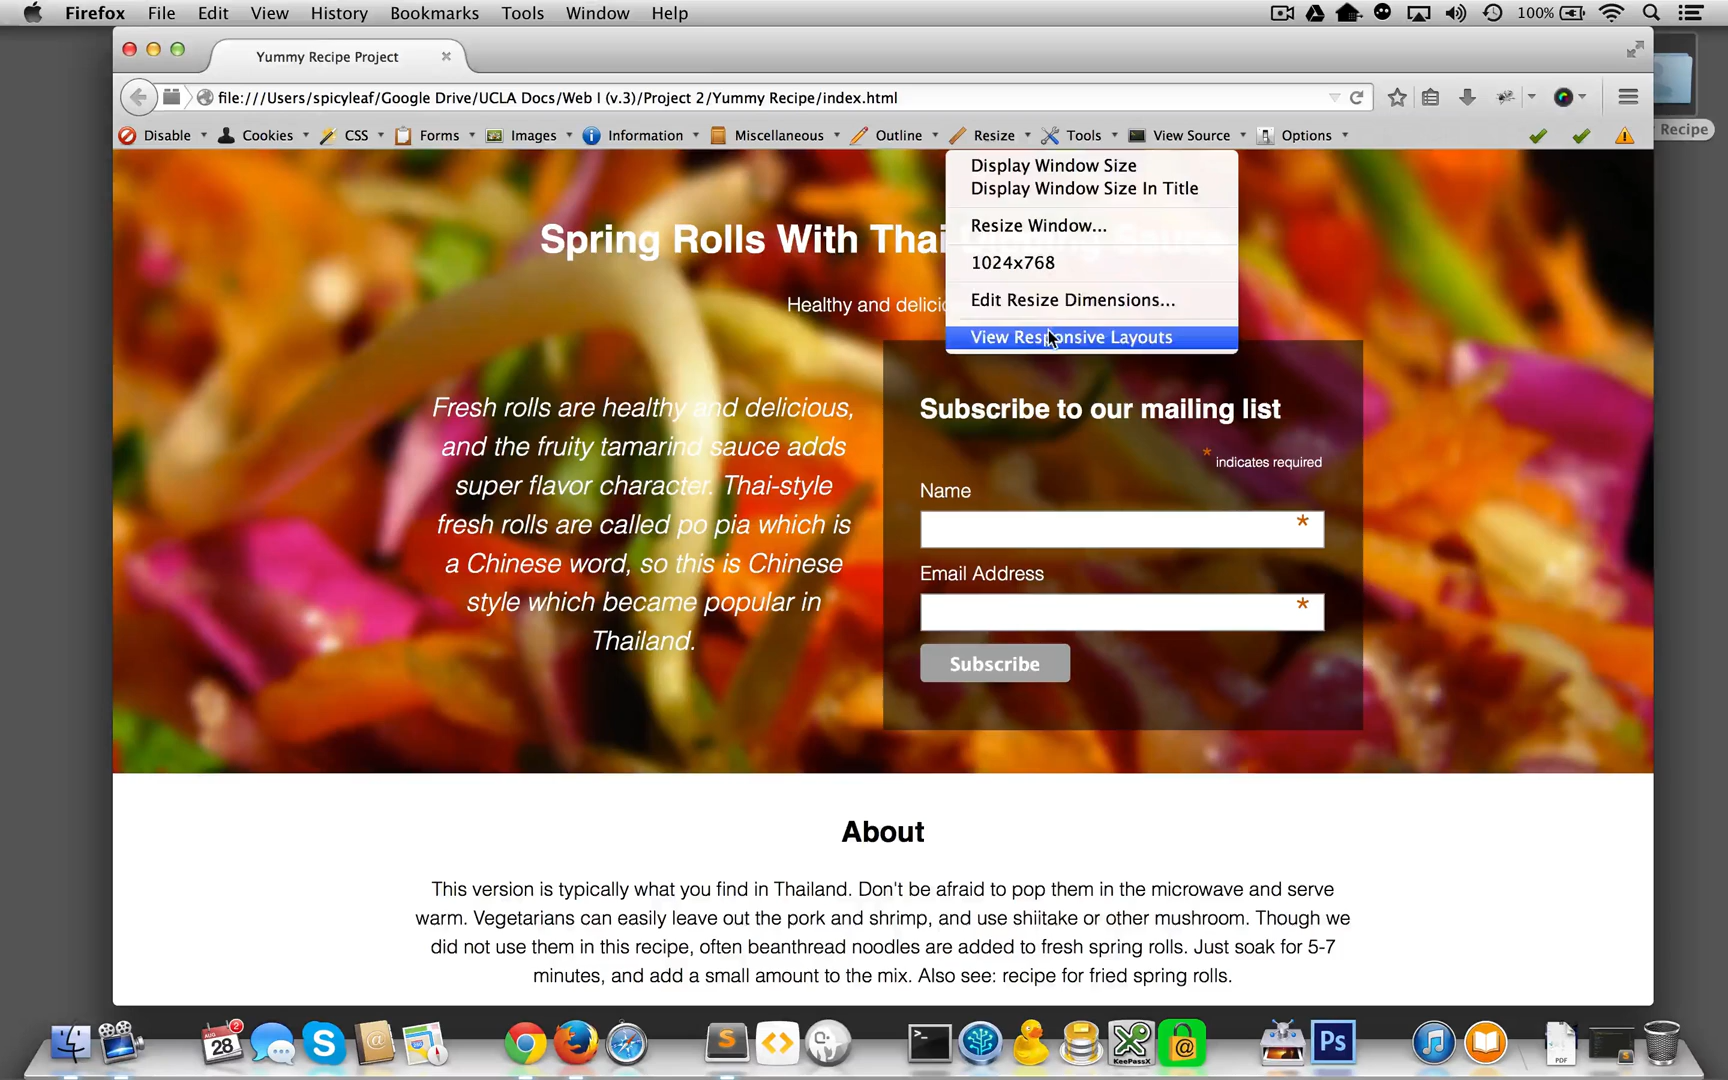 Firefox File Edit View History Bookmarks Tools Window Help 100%
Yummy Recipe Project
file:///Users/spicyleaf/Google Drive/UCLA Docs/Web I (v.3)/Project 2/Yummy Recipe/index.html
Recipe
Disable Cookies CSS Forms Images Information Miscellaneous Outline Resize Tools View Source Options
Display Window Size
Display Window Size In Title
Resize Window...
1024x768
Edit Resize Dimensions...
View Responsive Layouts
Spring Rolls With Thai
Healthy and delicio
Fresh rolls are healthy and delicious,
and the fruity tamarind sauce adds
super flavor character. Thai-style
fresh rolls are called po pia which is
a Chinese word, so this is Chinese
style which became popular in
Thailand.
Subscribe to our mailing list
* indicates required
Name
*
Email Address
*
Subscribe
About
This version is typically what you find in Thailand. Don't be afraid to pop them in the microwave and serve
warm. Vegetarians can easily leave out the pork and shrimp, and use shiitake or other mushroom. Though we
did not use them in this recipe, often beanthread noodles are added to fresh spring rolls. Just soak for 5-7
minutes, and add a small amount to the mix. Also see: recipe for fried spring rolls.
AUG 2
28
KeePassX
Ps
PDF